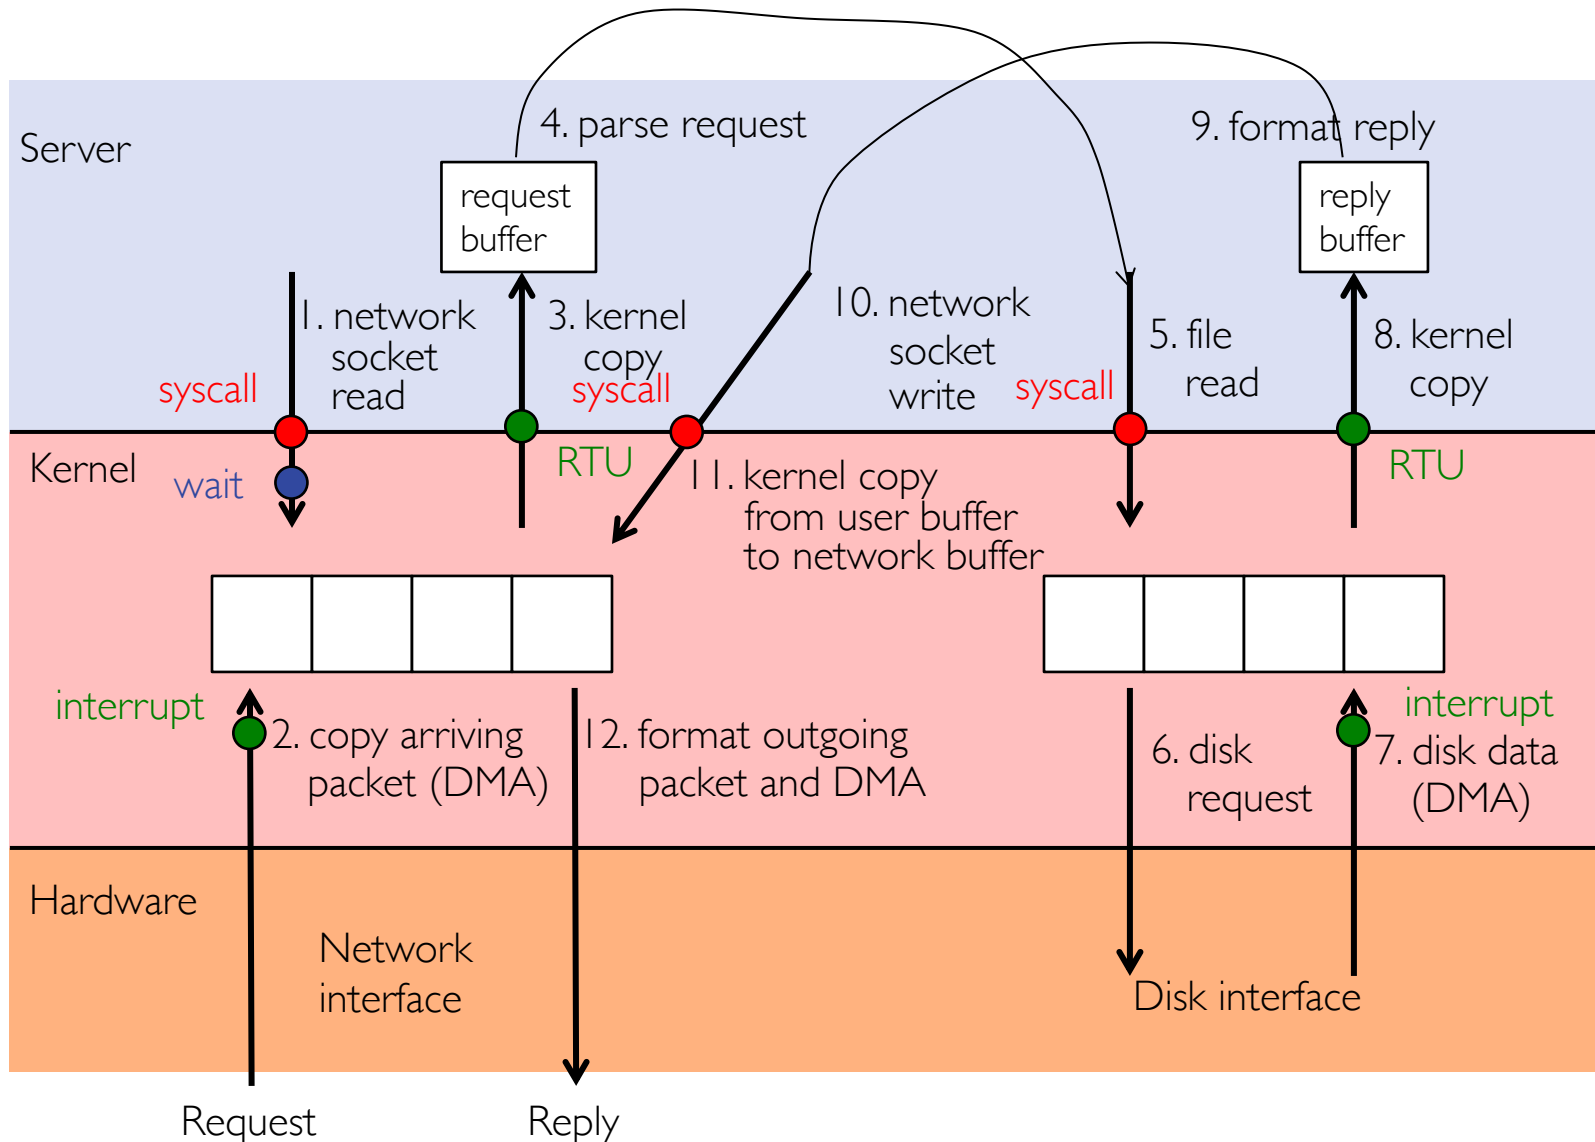 Server
4. parse request
9. format reply
request
buffer
reply
buffer
1. network
socket
read
syscall
3. kernel
copy
syscall
10. network
socket
write
syscall
5. file
read
8. kernel
copy
Kernel
wait
RTU
11. kernel copy
from user buffer
to network buffer
RTU
interrupt
2. copy arriving
packet (DMA)
12. format outgoing
packet and DMA
6. disk
request
interrupt
7. disk data
(DMA)
Hardware
Network
interface
Disk interface
Request
Reply